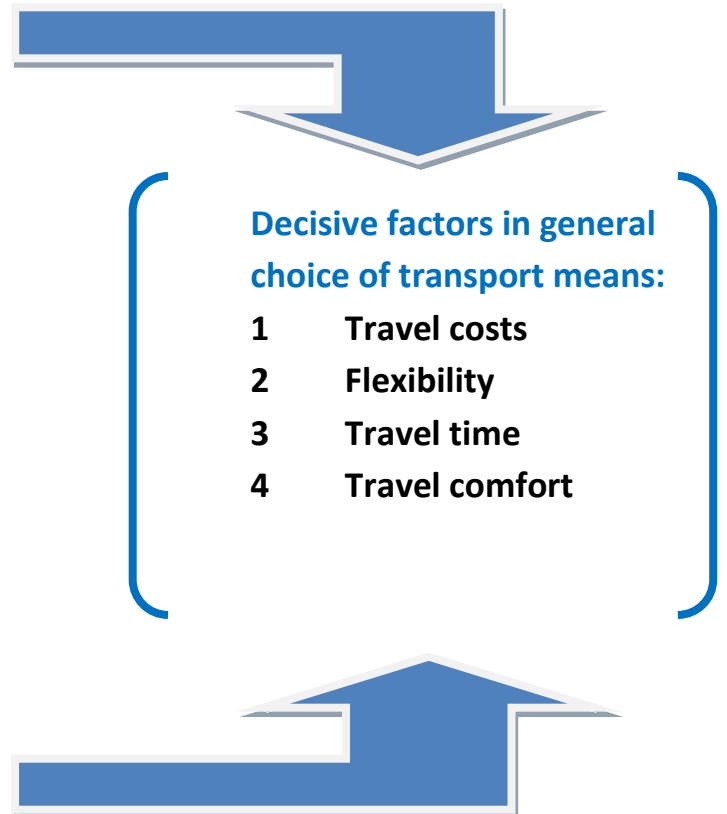 Decisive factors in general
choice of transport means:
1 Travel costs
2 Flexibility
3 Travel time
4 Travel comfort